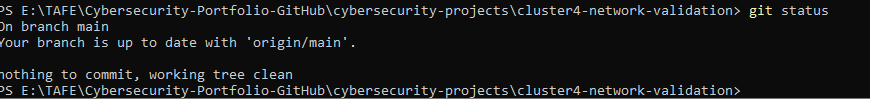 PS E:\TAFE\Cybersecurity-Portfolio-GitHub\cybersecurity-projects\cluster4-network-validation> git status
On branch main
Your branch is up to date with 'origin/main'.
nothing to commit, working tree clean
PS E:\TAFE\Cybersecurity-Portfolio-GitHub\cybersecurity-projects\cluster4-network-validation>